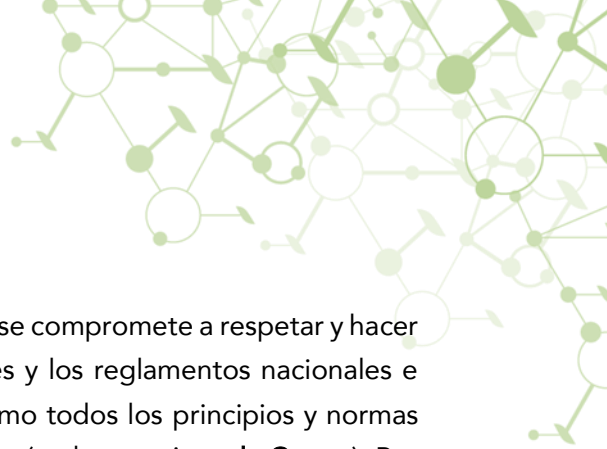 se compromete a respetar y hacer
es y los reglamentos nacionales e
mo todos los principios y normas